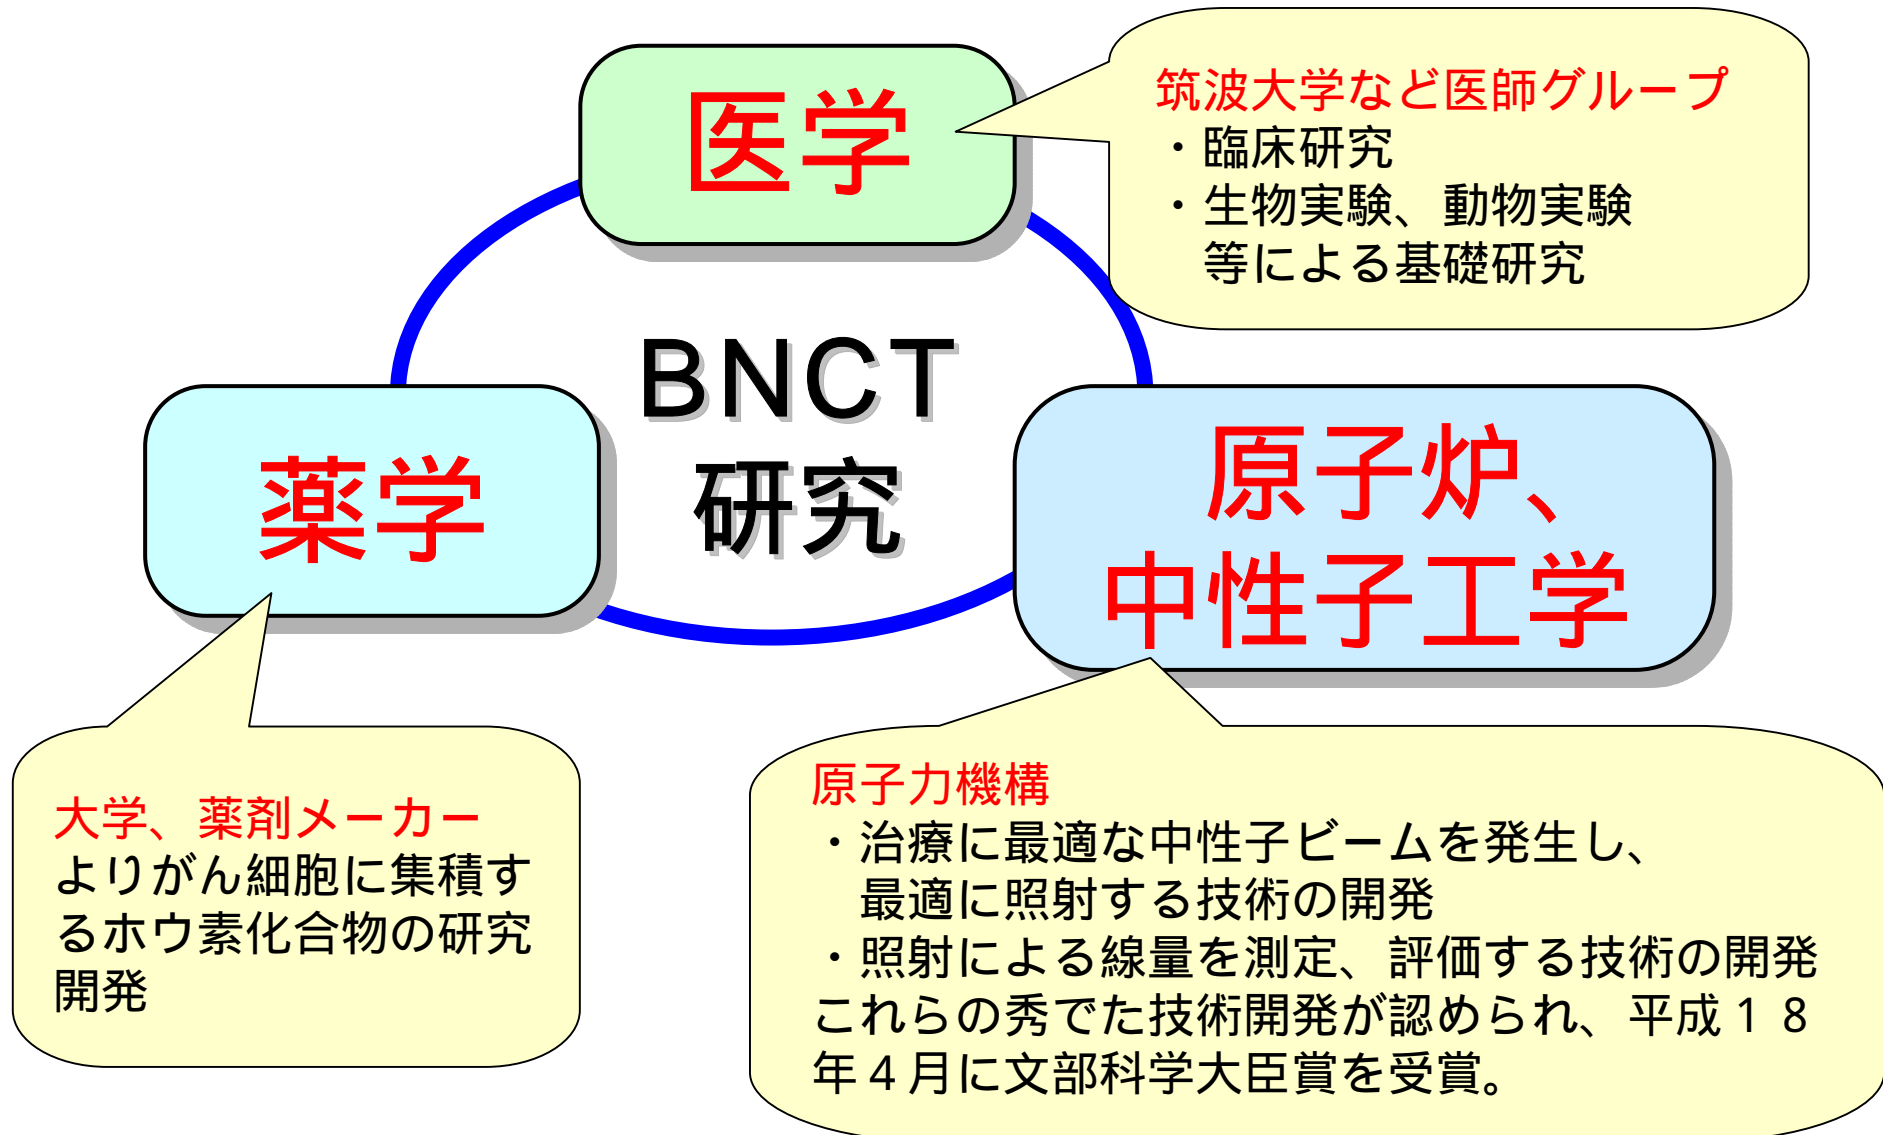 医学
筑波大学など医師グループ
・臨床研究
・生物実験、動物実験
等による基礎研究
BNCT
研究
薬学
原子炉、
中性子工学
大学、薬剤メーカー
よりがん細胞に集積す
るホウ素化合物の研究
開発
原子力機構
・治療に最適な中性子ビームを発生し、
最適に照射する技術の開発
・照射による線量を測定、評価する技術の開発
これらの秀でた技術開発が認められ、平成１８
年４月に文部科学大臣賞を受賞。